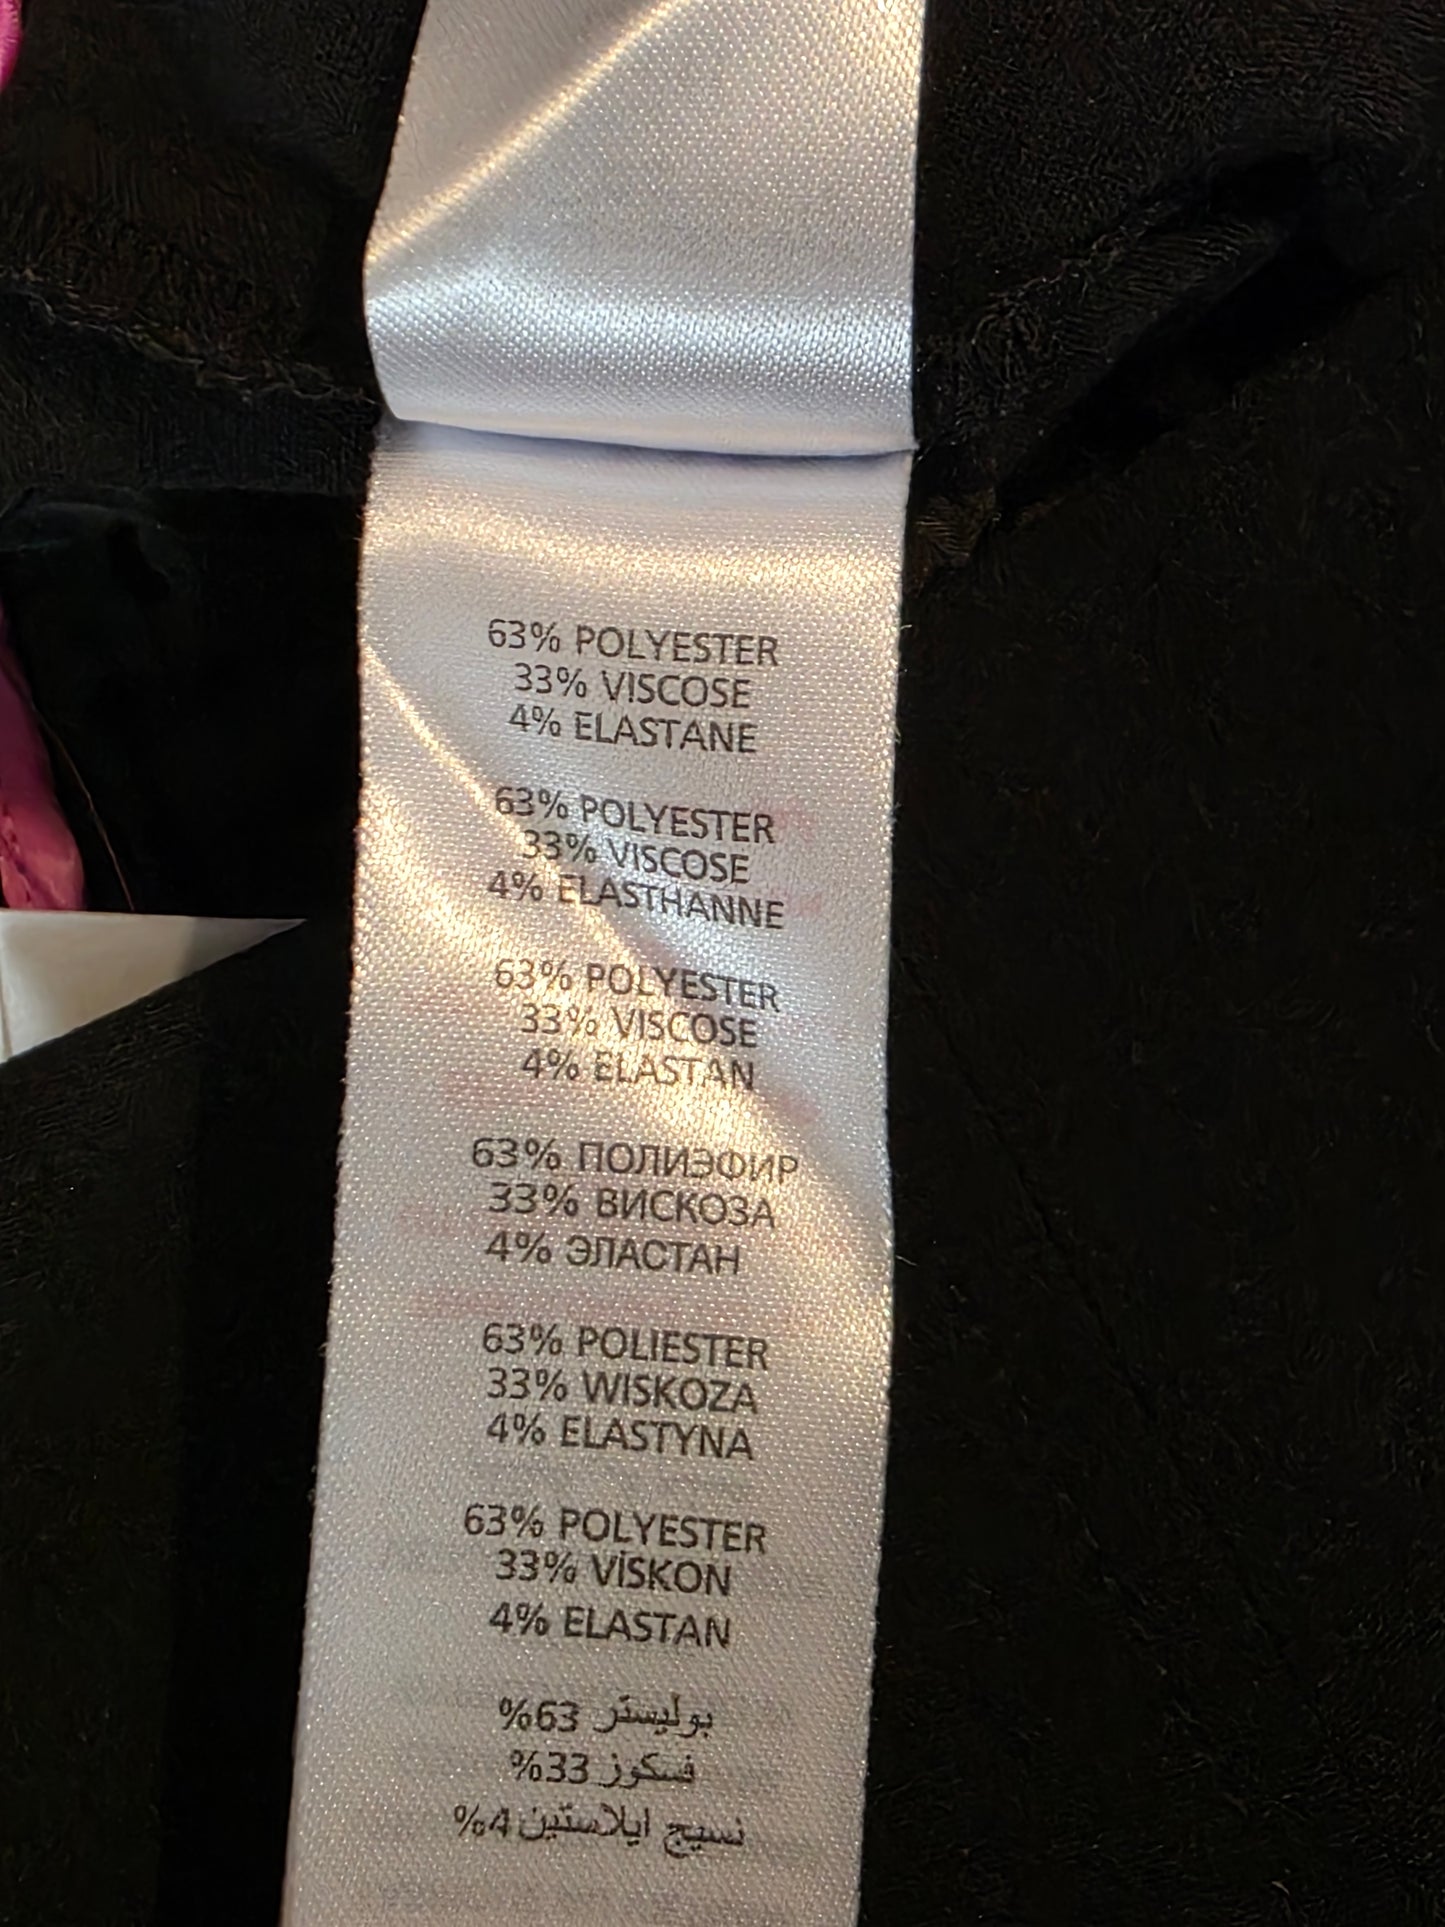 63% POLYESTER
33% VISCOSE
4% ELASTANE
63% POLYESTER
33% VISCOSE
4% ELASTHANNE
63% POLYESTER
33% VISCOSE
4% ELASTAN
63% ПОЛИЭФИР
33% ВИСКОЗА
4% ЭЛАСТАН
63% POLIESTER
33% WISKOZA
4% ELASTYNA
63% POLYESTER
33% VİSKON
4% ELASTAN
بوليستر 63%
فسكوز 33%
نسيج ايلاستين 4%